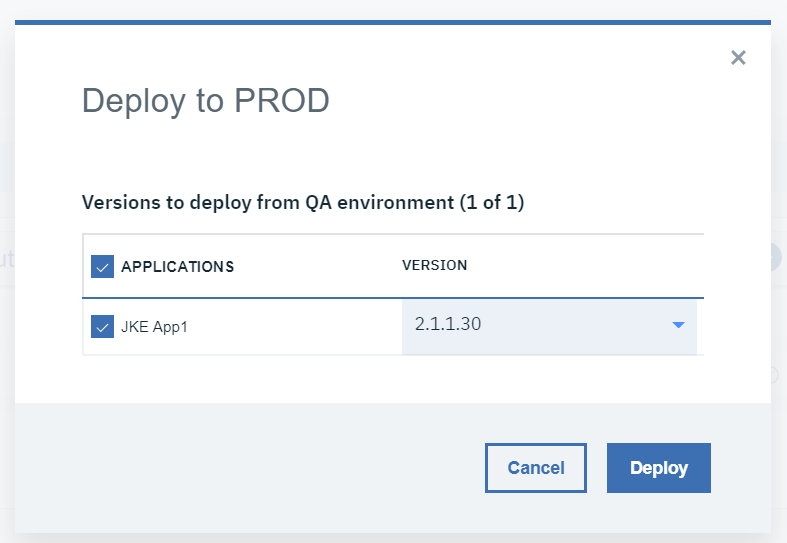 Deploy to PROD
Versions to deploy from QA environment (1 of 1)
APPLICATIONS VERSION
JKE App1 2.1.1.30
Cancel Deploy